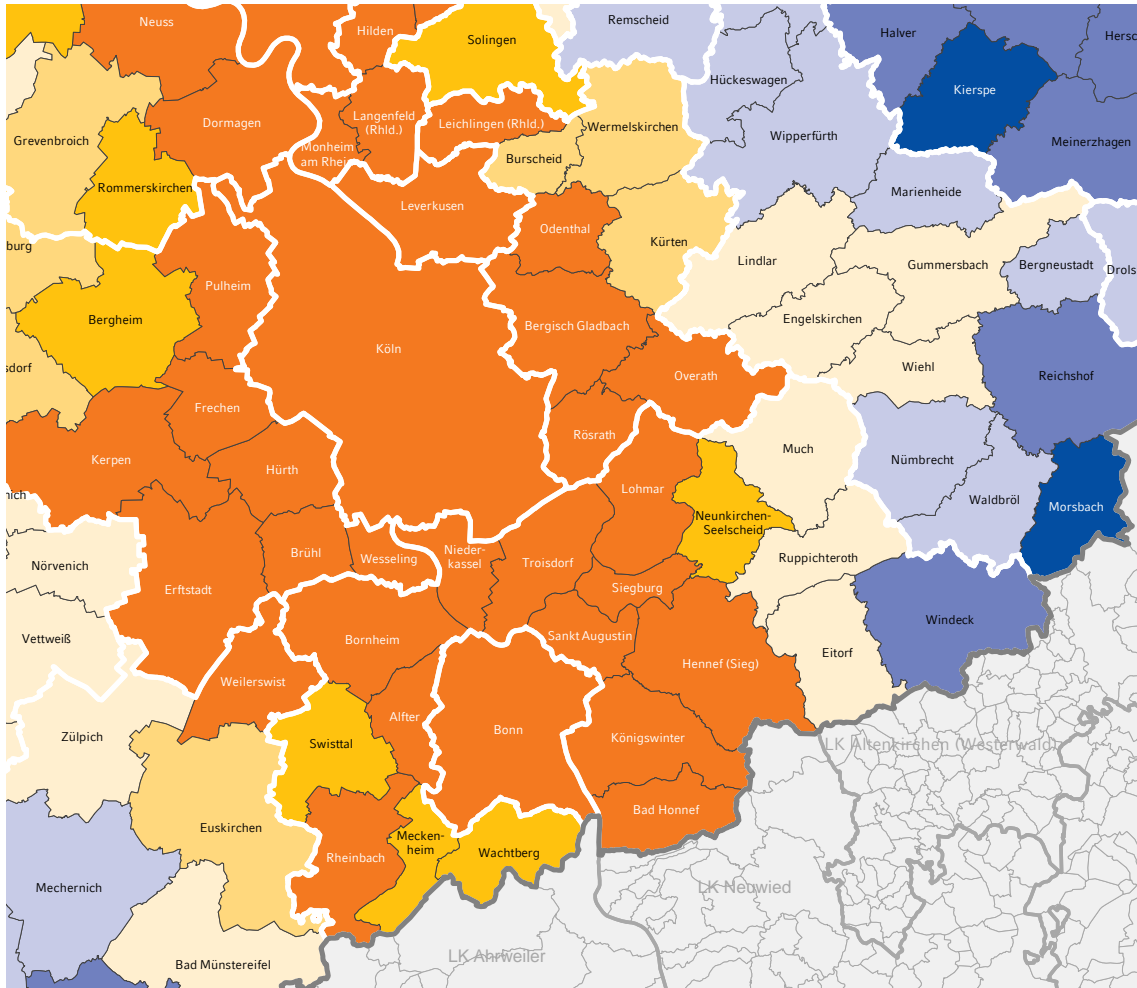 Neuss
Hilden
Solingen
Remscheid
Halver
Hersc
Kierspe
Hückeswagen
Wipperfürth
Meinerzhagen
Grevenbroich
Dormagen
Langenfeld
(Rhld.)
Leichlingen (Rhld.)
Wermelskirchen
Monheim
am Rhein
Burscheid
Rommerskirchen
Leverkusen
Odenthal
Kürten
Marienheide
Lindlar
Gummersbach
Bergneustadt
Drols
burg
Pulheim
Bergheim
Köln
Bergisch Gladbach
Engelskirchen
Wiehl
Reichshof
sdorf
Overath
Frechen
Rösrath
Much
Kerpen
Hürth
Lohmar
Nümbrecht
Waldbröl
Morsbach
nich
Neunkirchen-
Seelscheid
Nörvenich
Brühl
Wesseling
Nieder-
kassel
Troisdorf
Ruppichteroth
Erftstadt
Siegburg
Windeck
Vettweiß
Bornheim
Sankt Augustin
Eitorf
Hennef (Sieg)
Weilerswist
Alfter
Zülpich
Swisttal
Bonn
Königswinter
LK Altenkirchen (Westerwald)
Bad Honnef
Euskirchen
Rheinbach
Mecken-
heim
Wachtberg
Mechernich
LK Neuwied
Bad Münstereifel
LK Ahrweiler